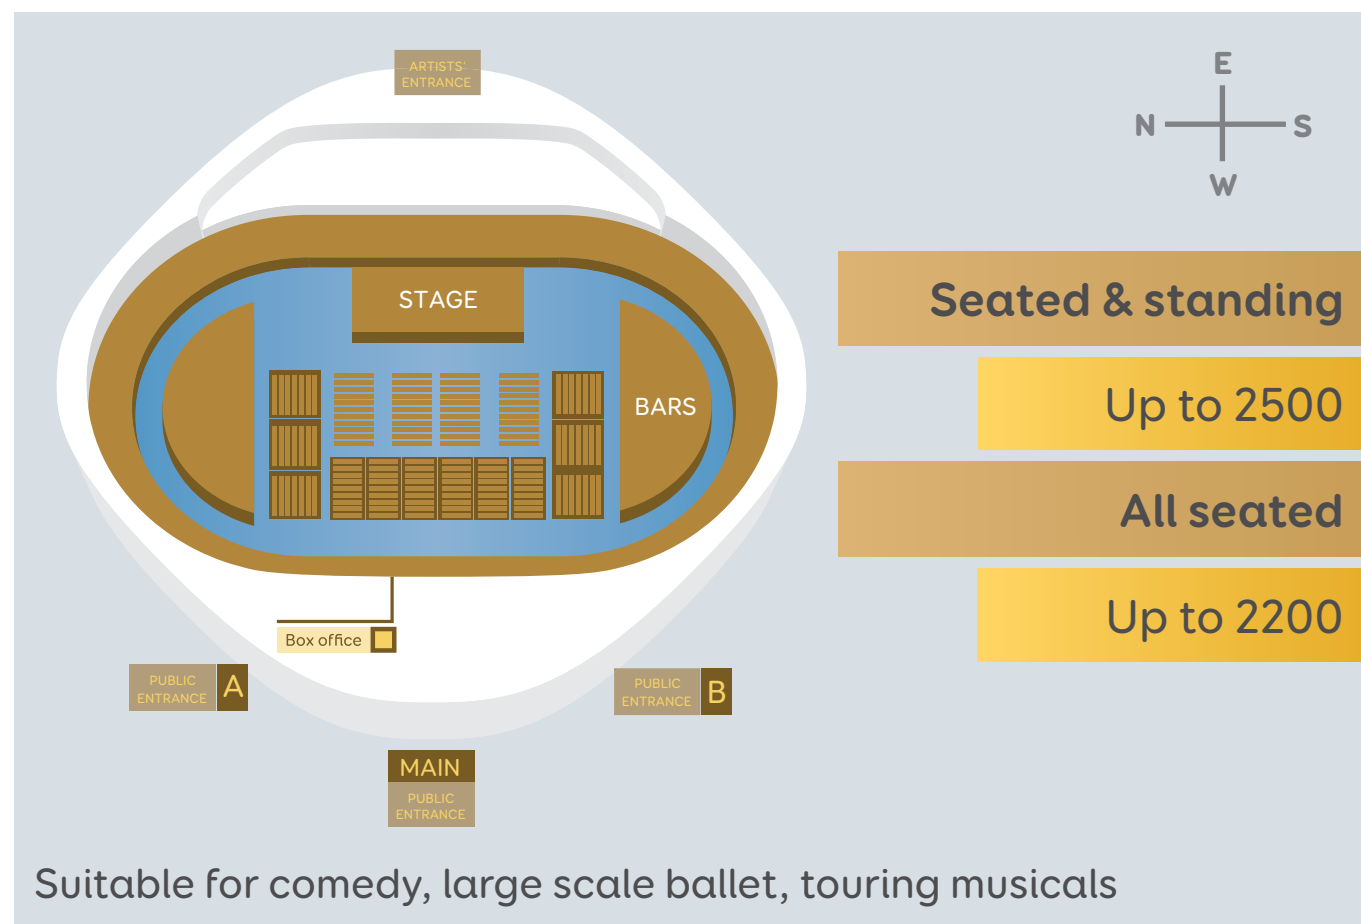 ARTISTS'
ENTRANCE
E
N
S
W
STAGE
BARS
Seated & standing
Up to 2500
All seated
Up to 2200
Box office
PUBLIC
ENTRANCE
A
PUBLIC
ENTRANCE
B
MAIN
PUBLIC
ENTRANCE
Suitable for comedy, large scale ballet, touring musicals